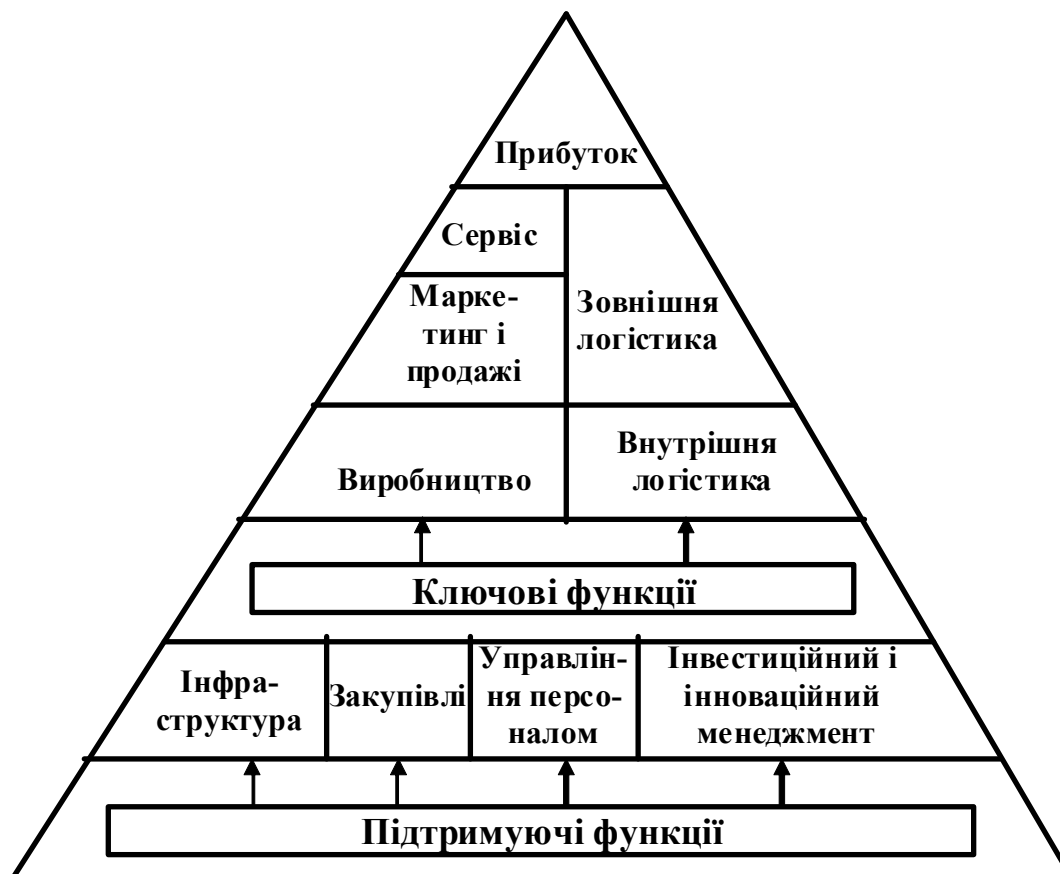 Прибуток
Сервіс
Марке-
тинг і
продажі
Зовнішня
логістика
Виробництво
Внутрішня
логістика
Ключові функції
Інфра-
структура
Закупівлі
Управлін-
ня персо-
налом
Інвестиційний і
інноваційний
менеджмент
Підтримуючі функції